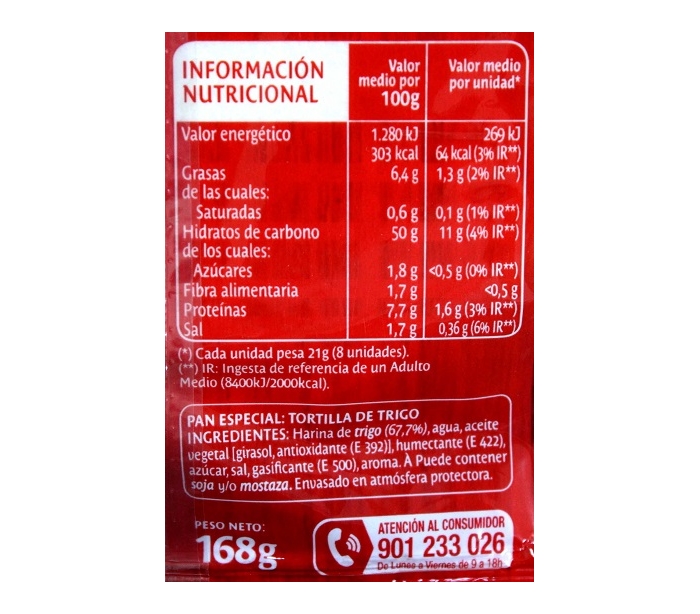 INFORMACIÓN NUTRICIONAL Valor medio por 100g Valor medio por unidad*
Valor energético 1.280 kJ 269 kJ
303 kcal 64 kcal (3% IR**)
Grasas 6,4 g 1,3 g (2% IR**)
de las cuales:
Saturadas 0,6 g 0,1 g (1% IR**)
Hidratos de carbono 50 g 11 g (4% IR**)
de los cuales:
Azúcares 1,8 g <0,5 g (0% IR**)
Fibra alimentaria 1,7 g <0,5 g
Proteínas 7,7 g 1,6 g (3% IR**)
Sal 1,7 g 0,36 g (6% IR**)
(*) Cada unidad pesa 21g (8 unidades).
(**) IR: Ingesta de referencia de un Adulto
Medio (8400kJ/2000kcal).
PAN ESPECIAL: TORTILLA DE TRIGO
INGREDIENTES: Harina de trigo (67,7%), agua, aceite
vegetal [girasol, antioxidante (E 392)], humectante (E 422),
azúcar, sal, gasificante (E 500), aroma. À Puede contener
soja y/o mostaza. Envasado en atmósfera protectora.
PESO NETO:
168g
ATENCIÓN AL CONSUMIDOR
901 233 026
De Lunes a Viernes de 9 a 18h